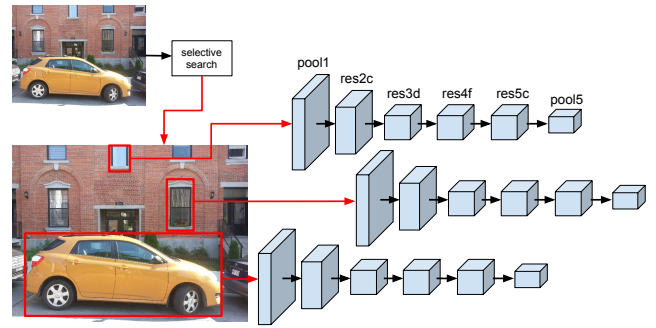 selective
search
pool1
res2c
res3d
res4f
res5c
pool5